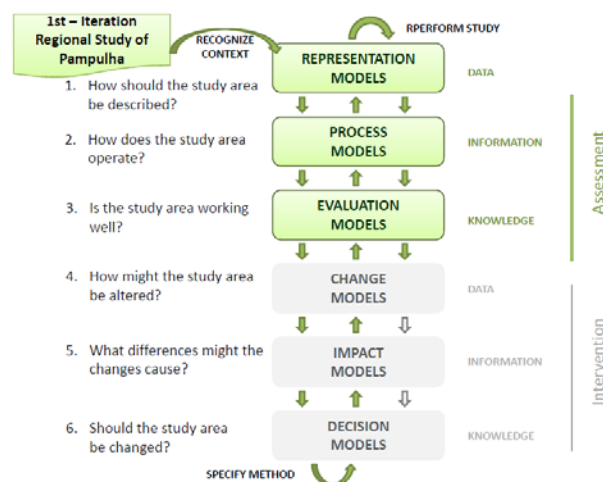 1st – Iteration
Regional Study of
Pampulha
RECOGNIZE
CONTEXT
RPERFORM STUDY
REPRESENTATION
MODELS
DATA
1. How should the study area
be described?
2. How does the study area
operate?
PROCESS
MODELS
INFORMATION
3. Is the study area working
well?
EVALUATION
MODELS
KNOWLEDGE
Assessment
4. How might the study area
be altered?
CHANGE
MODELS
DATA
5. What differences might the
changes cause?
IMPACT
MODELS
INFORMATION
6. Should the study area
be changed?
DECISION
MODELS
KNOWLEDGE
Intervention
SPECIFY METHOD